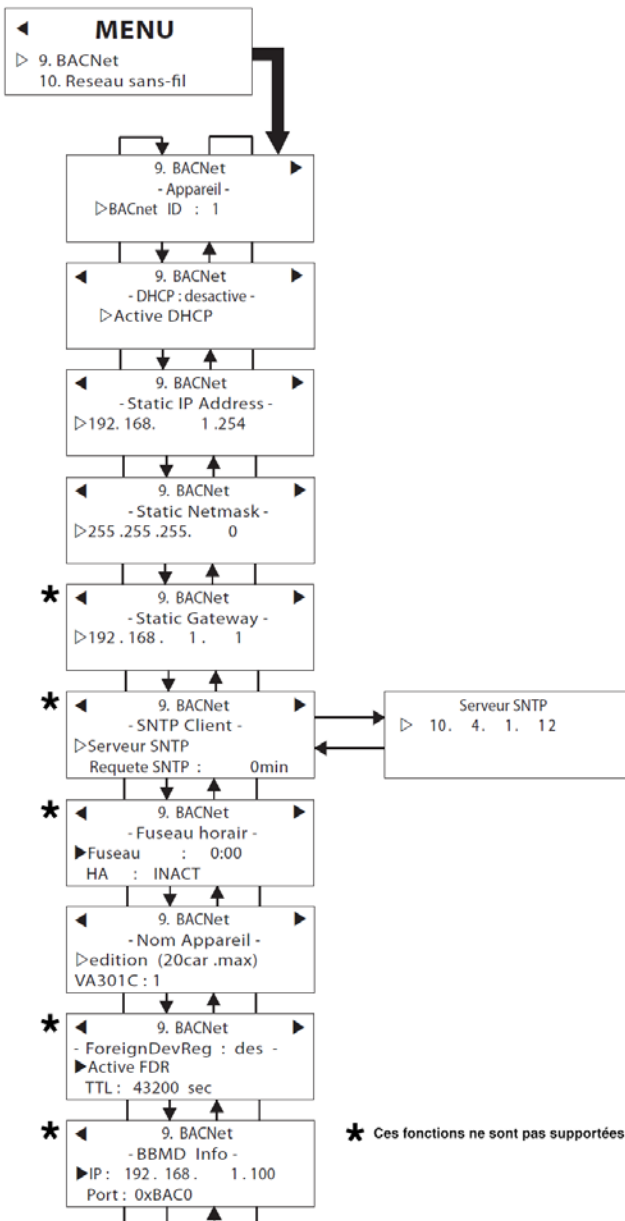 MENU
9. BACNet
10. Reseau sans-fil
9. BACNet
- Appareil -
BACnet ID : 1
9. BACNet
- DHCP : desactive -
Active DHCP
9. BACNet
- Static IP Address -
192. 168. 1 .254
9. BACNet
- Static Netmask -
255 .255 .255. 0
* 9. BACNet
- Static Gateway -
192 . 168 . 1 . 1
* 9. BACNet
- SNTP Client -
Serveur SNTP
Requete SNTP : 0min
Serveur SNTP
10. 4. 1. 12
* 9. BACNet
- Fuseau horair -
Fuseau : 0:00
HA : INACT
9. BACNet
- Nom Appareil -
edition (20car .max)
VA301C : 1
* 9. BACNet
- ForeignDevReg : des -
Active FDR
TTL : 43200 sec
* 9. BACNet
- BBMD Info -
IP : 192 . 168 . 1 . 100
Port : 0xBAC0
* Ces fonctions ne sont pas supportées